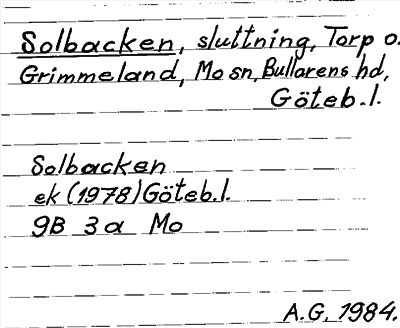 Solbacken, sluttning, Torp o.
Grimmeland, Mo sn, Bullarens hd,
Göteb.l.
Solbacken
ek (1978) Göteb.l.
9B 3a Mo
A.G. 1984.